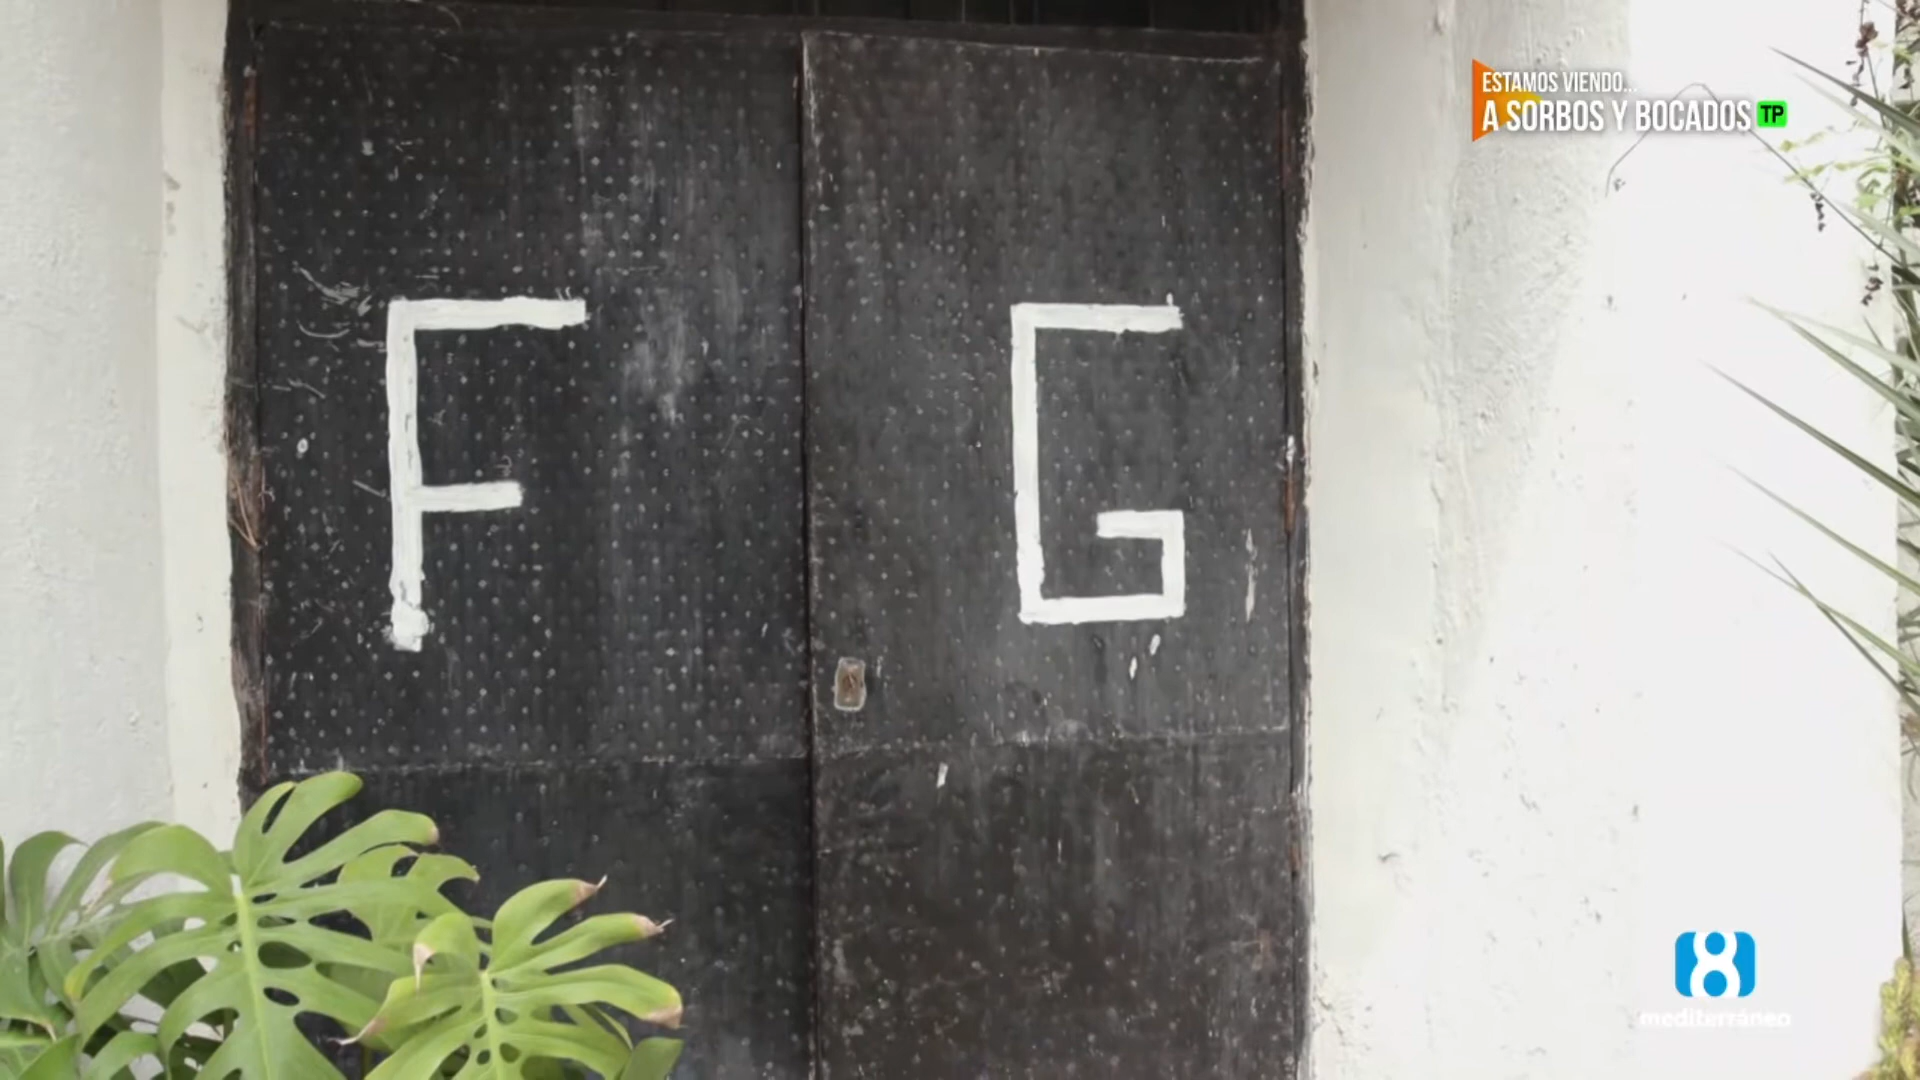 ESTAMOS VIENDO...
A SORBOS Y BOCADOS TP
F G
8
mediterráneo